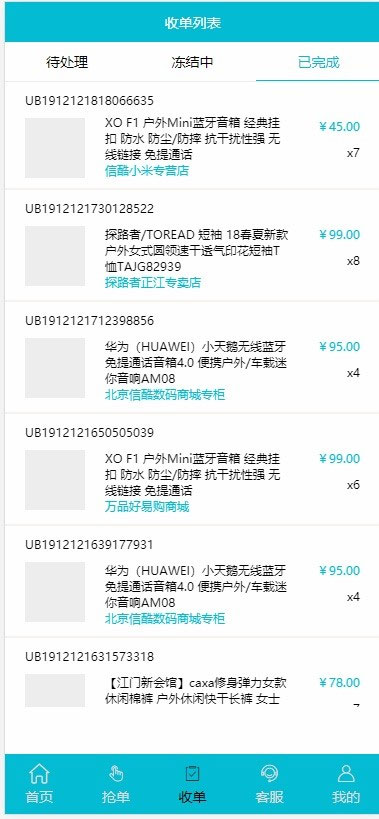 收单列表
待处理 冻结中 已完成
UB1912121818066635
XO F1 户外Mini蓝牙音箱 经典挂 ￥45.00
扣 防水 防尘/防摔 抗干扰性强 无
线链接 免提通话 x7
信酷小米专营店
UB1912121730128522
探路者/TOREAD 短袖 18春夏新款 ￥99.00
户外女式圆领速干透气印花短袖T
恤TAJG82939 x8
探路者正江专卖店
UB1912121712398856
华为（HUAWEI）小天鹅无线蓝牙 ￥95.00
免提通话音箱4.0 便携户外/车载迷
你音响AM08 x4
北京信酷数码商城专柜
UB1912121650505039
XO F1 户外Mini蓝牙音箱 经典挂 ￥99.00
扣 防水 防尘/防摔 抗干扰性强 无
线链接 免提通话 x6
万品好易购商城
UB1912121639177931
华为（HUAWEI）小天鹅无线蓝牙 ￥95.00
免提通话音箱4.0 便携户外/车载迷
你音响AM08 x4
北京信酷数码商城专柜
UB1912121631573318
【江门新会馆】caxa修身弹力女款 ￥78.00
休闲棉裤 户外休闲快干长裤 女士
首页 抢单 收单 客服 我的